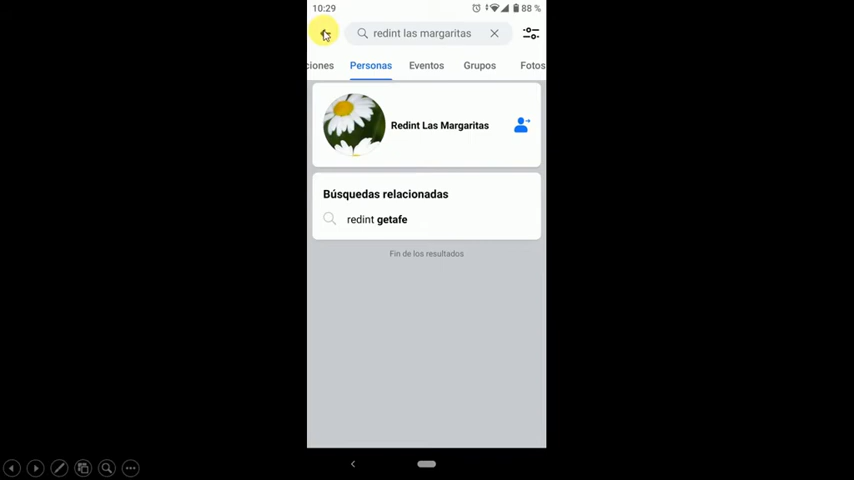 10:29
88 %
redint las margaritas
ciones Personas Eventos Grupos Fotos
Redint Las Margaritas
Búsquedas relacionadas
redint getafe
Fin de los resultados